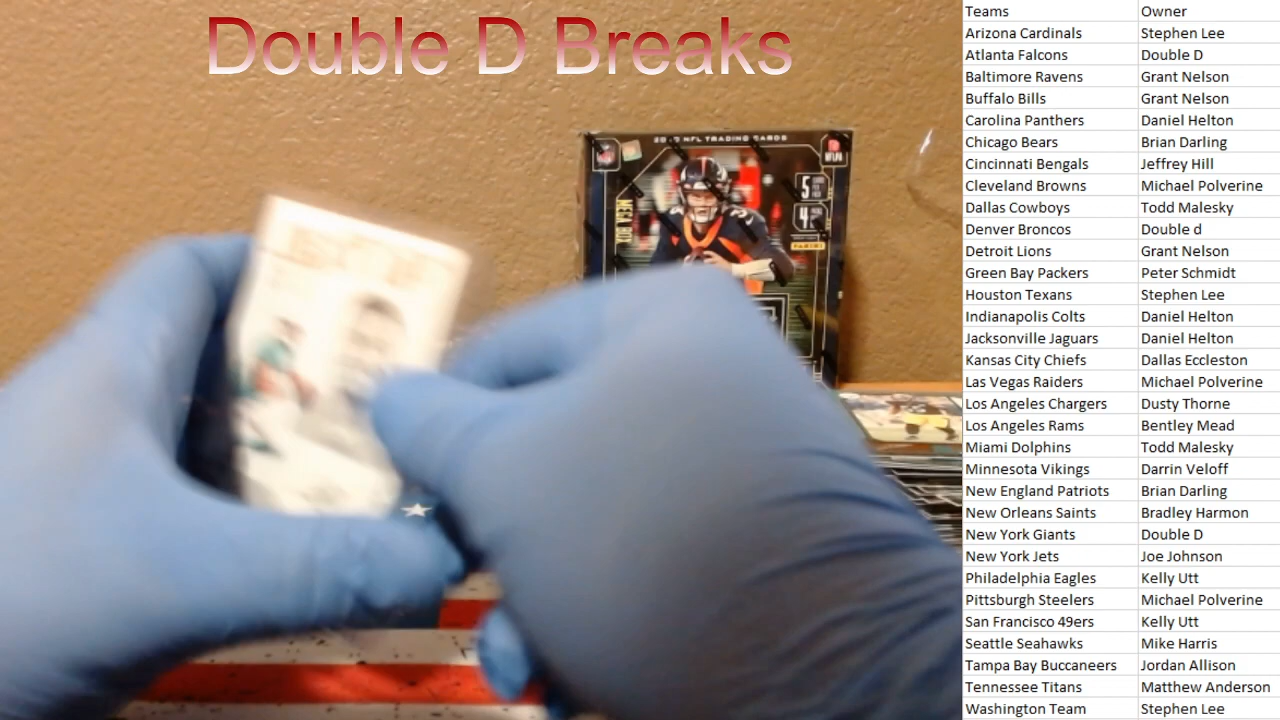 Double D Breaks
NFL TRADING CARDS
MEGA BOX
5
4
PANINI
Teams Owner
Arizona Cardinals Stephen Lee
Atlanta Falcons Double D
Baltimore Ravens Grant Nelson
Buffalo Bills Grant Nelson
Carolina Panthers Daniel Helton
Chicago Bears Brian Darling
Cincinnati Bengals Jeffrey Hill
Cleveland Browns Michael Polverine
Dallas Cowboys Todd Malesky
Denver Broncos Double d
Detroit Lions Grant Nelson
Green Bay Packers Peter Schmidt
Houston Texans Stephen Lee
Indianapolis Colts Daniel Helton
Jacksonville Jaguars Daniel Helton
Kansas City Chiefs Dallas Eccleston
Las Vegas Raiders Michael Polverine
Los Angeles Chargers Dusty Thorne
Los Angeles Rams Bentley Mead
Miami Dolphins Todd Malesky
Minnesota Vikings Darrin Veloff
New England Patriots Brian Darling
New Orleans Saints Bradley Harmon
New York Giants Double D
New York Jets Joe Johnson
Philadelphia Eagles Kelly Utt
Pittsburgh Steelers Michael Polverine
San Francisco 49ers Kelly Utt
Seattle Seahawks Mike Harris
Tampa Bay Buccaneers Jordan Allison
Tennessee Titans Matthew Anderson
Washington Team Stephen Lee